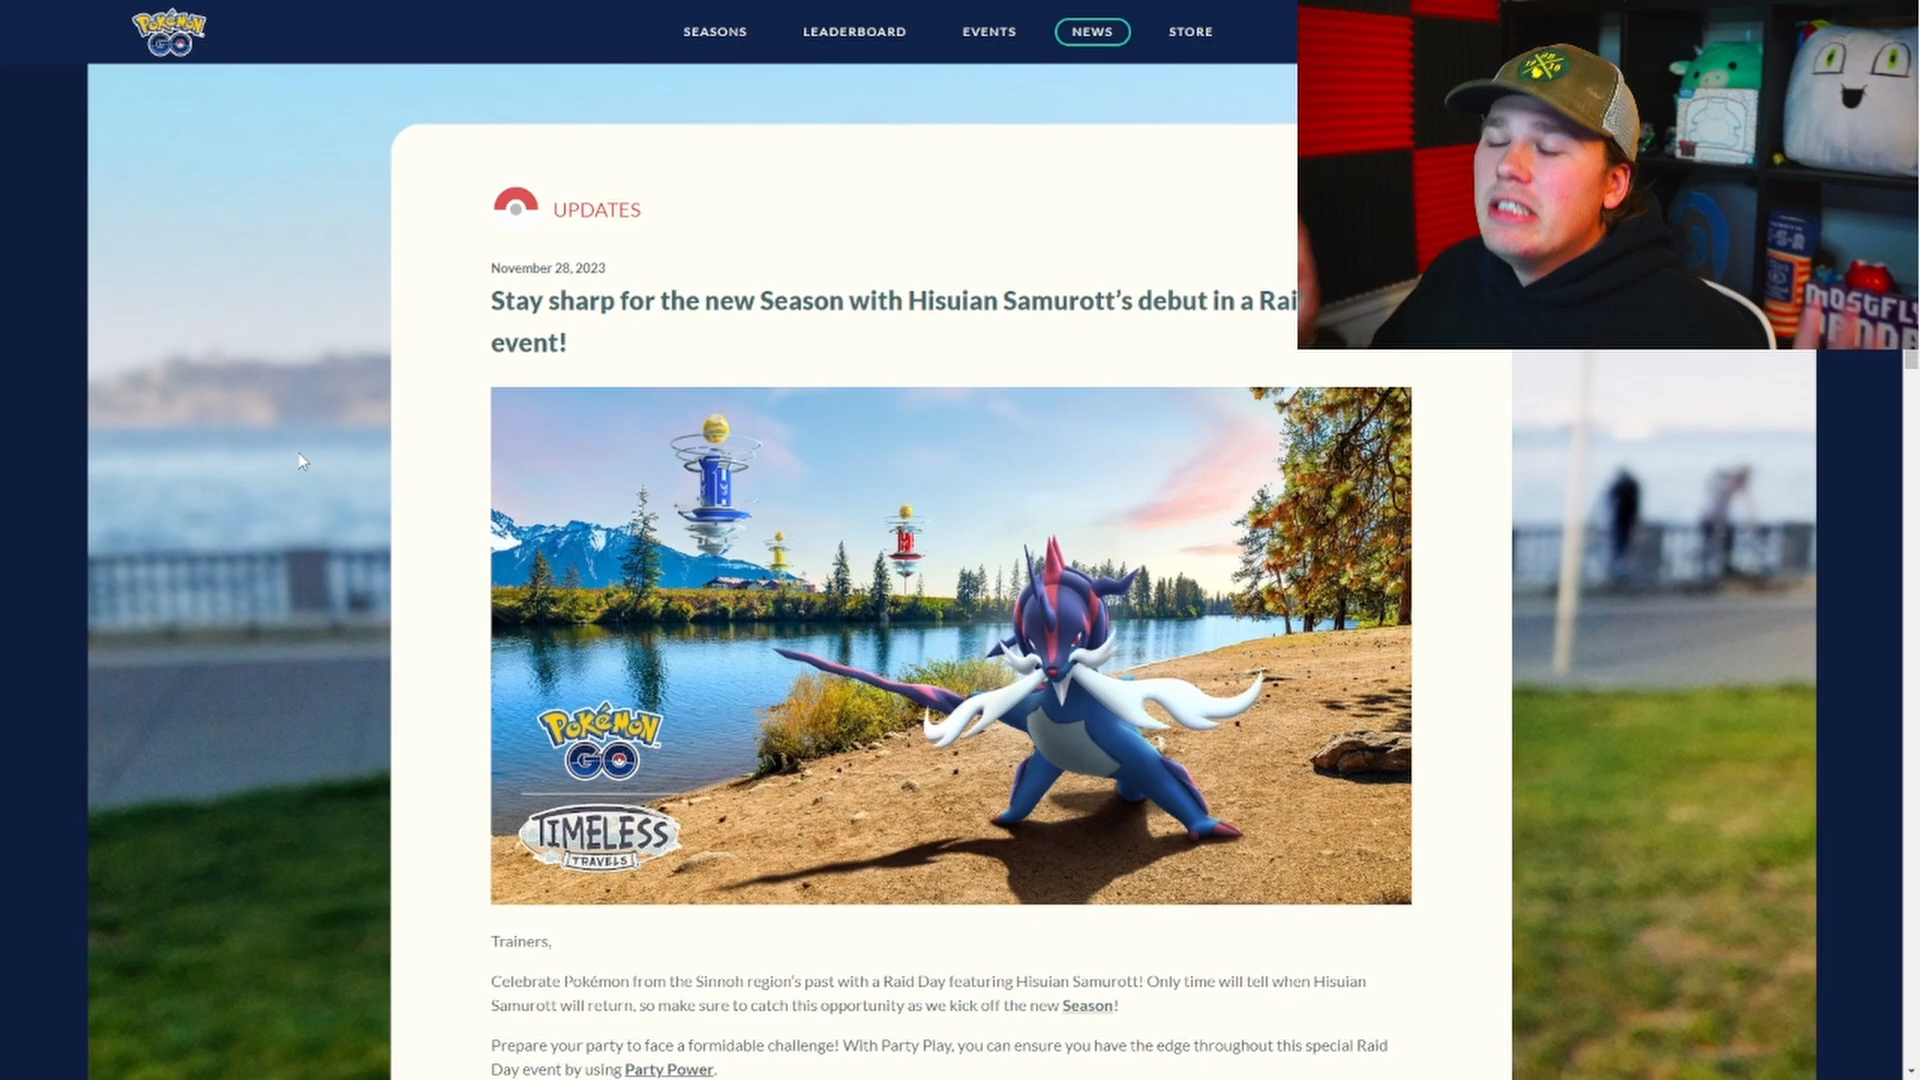 POKéMON
GO
SEASONS
LEADERBOARD
EVENTS
NEWS
STORE
UPDATES
November 28, 2023
Stay sharp for the new Season with Hisuian Samurott's debut in a Rai
event!
POKéMON
GO
TIMELESS
TRAVELS
Trainers,
Celebrate Pokémon from the Sinnoh region's past with a Raid Day featuring Hisuian Samurott! Only time will tell when Hisuian
Samurott will return, so make sure to catch this opportunity as we kick off the new Season!
Prepare your party to face a formidable challenge! With Party Play, you can ensure you have the edge throughout this special Raid
Day event by using Party Power.
MOSTFL